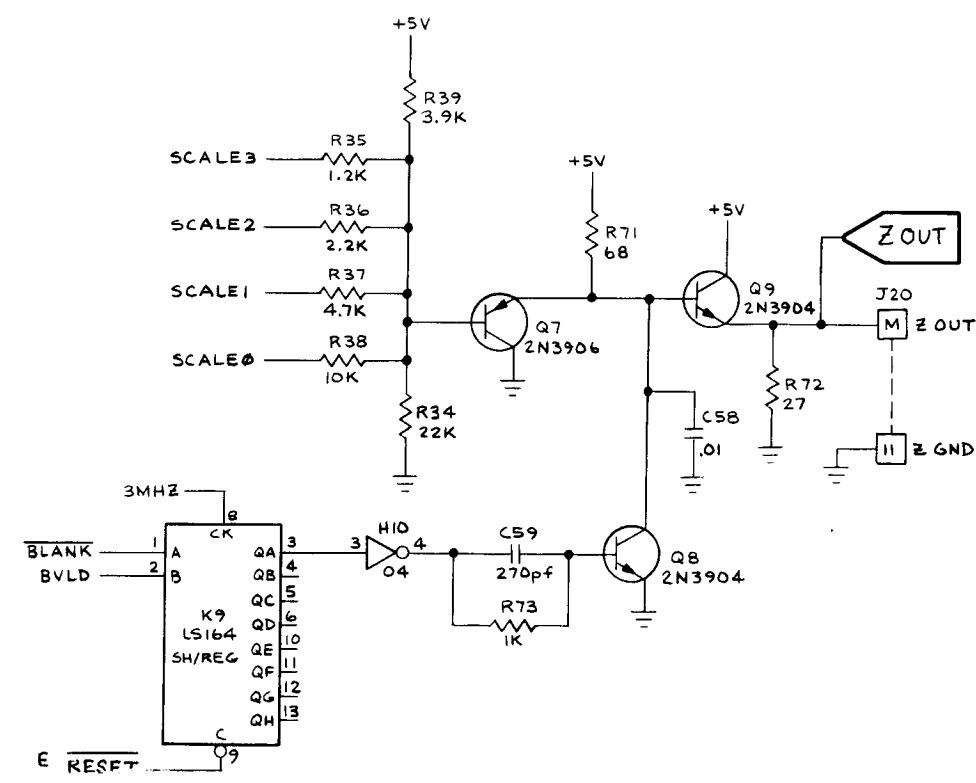 +5V
R39
3.9K
SCALE3
R35
1.2K
SCALE2
R36
2.2K
SCALE1
R37
4.7K
SCALE0
R38
10K
R34
22K
Q7
2N3906
+5V
R71
68
+5V
Q9
2N3904
Z OUT
J20
M
Z OUT
R72
27
11
Z GND
C58
.01
3MHZ
8
CK
BLANK
1
A
BVLD
2
B
K9
LS164
SH/REG
QA
3
QB
4
QC
5
QD
6
QE
10
QF
11
QG
12
QH
13
C
9
E RESET
3
H10
4
04
C59
270pf
R73
1K
Q8
2N3904